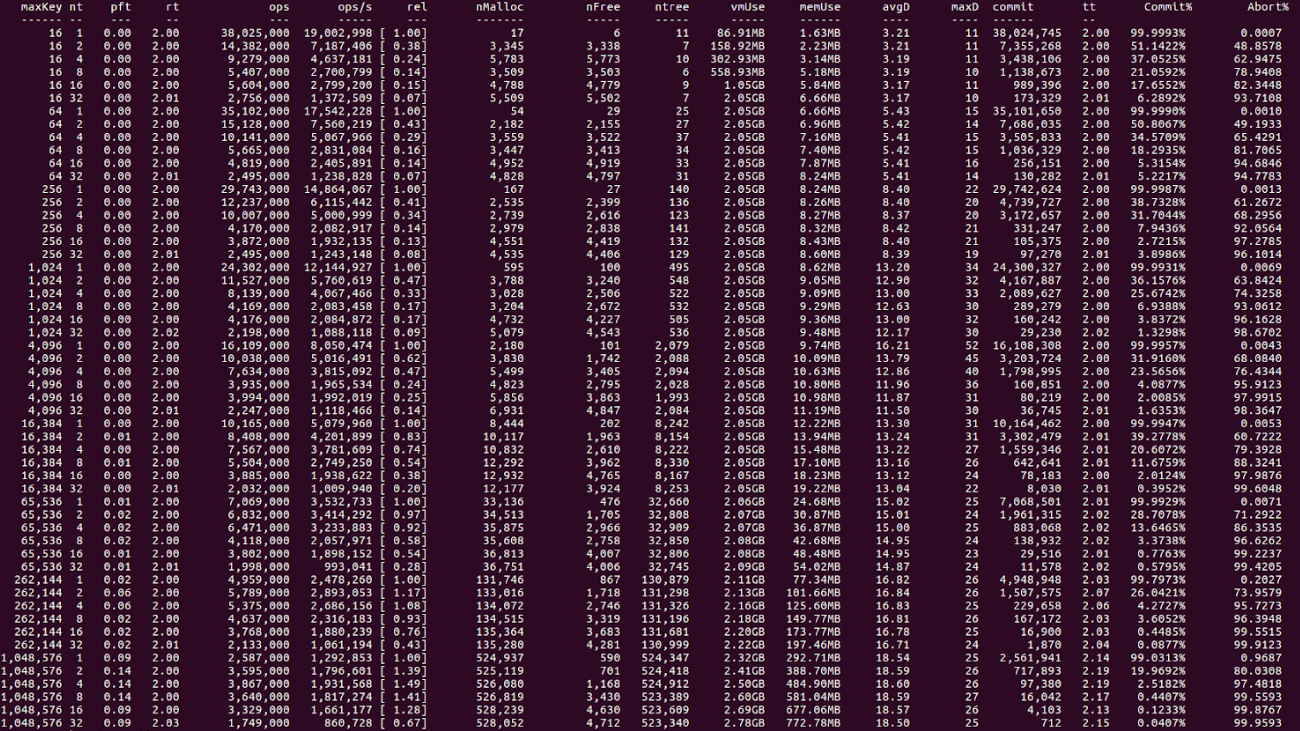 maxKey nt pft rt ops ops/s rel nMalloc nFree ntree vmUse memUse avgD maxD commit tt Commit% Abort%
------ -- --- -- --- ----- --- ------- ----- ----- ----- ------ ---- ---- ------ -- ------- ------
16 1 0.00 2.00 38,025,000 19,002,998 [ 1.00] 17 6 11 86.91MB 1.63MB 3.21 11 38,024,745 2.00 99.9993% 0.0007
16 2 0.00 2.00 14,382,000 7,187,406 [ 0.38] 3,345 3,338 7 158.92MB 2.23MB 3.21 11 7,355,268 2.00 51.1422% 48.8578
16 4 0.00 2.00 9,279,000 4,637,181 [ 0.24] 5,783 5,773 10 302.93MB 3.14MB 3.19 11 3,438,106 2.00 37.0525% 62.9475
16 8 0.00 2.00 5,407,000 2,700,799 [ 0.14] 3,509 3,503 6 558.93MB 5.18MB 3.19 10 1,138,673 2.00 21.0592% 78.9408
16 16 0.00 2.00 5,604,000 2,799,200 [ 0.15] 4,788 4,779 9 1.05GB 5.84MB 3.17 11 989,396 2.00 17.6552% 82.3448
16 32 0.00 2.01 2,756,000 1,372,509 [ 0.07] 5,509 5,502 7 2.05GB 6.66MB 3.17 10 173,329 2.01 6.2892% 93.7108
64 1 0.00 2.00 35,102,000 17,542,228 [ 1.00] 54 29 25 2.05GB 6.66MB 5.43 15 35,101,650 2.00 99.9990% 0.0010
64 2 0.00 2.00 15,128,000 7,560,219 [ 0.43] 2,182 2,155 27 2.05GB 6.96MB 5.42 14 7,686,035 2.00 50.8067% 49.1933
64 4 0.00 2.00 10,141,000 5,067,966 [ 0.29] 3,559 3,522 37 2.05GB 7.16MB 5.41 15 3,505,833 2.00 34.5709% 65.4291
64 8 0.00 2.00 5,665,000 2,831,084 [ 0.16] 3,447 3,413 34 2.05GB 7.40MB 5.42 15 1,036,329 2.00 18.2935% 81.7065
64 16 0.00 2.00 4,819,000 2,405,891 [ 0.14] 4,952 4,919 33 2.05GB 7.87MB 5.41 16 256,151 2.00 5.3154% 94.6846
64 32 0.00 2.01 2,495,000 1,238,828 [ 0.07] 4,828 4,797 31 2.05GB 8.24MB 5.41 14 130,282 2.01 5.2217% 94.7783
256 1 0.00 2.00 29,743,000 14,864,067 [ 1.00] 167 27 140 2.05GB 8.24MB 8.40 22 29,742,624 2.00 99.9987% 0.0013
256 2 0.00 2.00 12,237,000 6,115,442 [ 0.41] 2,535 2,399 136 2.05GB 8.26MB 8.40 20 4,739,727 2.00 38.7328% 61.2672
256 4 0.00 2.00 10,007,000 5,000,999 [ 0.34] 2,739 2,616 123 2.05GB 8.27MB 8.37 20 3,172,657 2.00 31.7044% 68.2956
256 8 0.00 2.00 4,170,000 2,082,917 [ 0.14] 2,979 2,838 141 2.05GB 8.32MB 8.42 21 331,247 2.00 7.9436% 92.0564
256 16 0.00 2.00 3,872,000 1,932,135 [ 0.13] 4,551 4,419 132 2.05GB 8.43MB 8.40 21 105,375 2.00 2.7215% 97.2785
256 32 0.00 2.01 2,495,000 1,243,148 [ 0.08] 4,535 4,406 129 2.05GB 8.60MB 8.39 19 97,270 2.01 3.8986% 96.1014
1,024 1 0.00 2.00 24,302,000 12,144,927 [ 1.00] 595 100 495 2.05GB 8.62MB 13.20 34 24,300,327 2.00 99.9931% 0.0069
1,024 2 0.00 2.00 11,527,000 5,760,619 [ 0.47] 3,788 3,240 548 2.05GB 9.05MB 12.90 32 4,167,887 2.00 36.1576% 63.8424
1,024 4 0.00 2.00 8,139,000 4,067,466 [ 0.33] 3,028 2,506 522 2.05GB 9.09MB 13.00 33 2,089,627 2.00 25.6742% 74.3258
1,024 8 0.00 2.00 4,169,000 2,083,458 [ 0.17] 3,204 2,672 532 2.05GB 9.29MB 12.63 30 289,279 2.00 6.9388% 93.0612
1,024 16 0.00 2.00 4,176,000 2,084,872 [ 0.17] 4,732 4,227 505 2.05GB 9.36MB 13.00 30 160,242 2.00 3.8372% 96.1628
1,024 32 0.00 2.02 2,198,000 1,088,118 [ 0.09] 5,079 4,543 536 2.05GB 9.48MB 12.17 30 29,230 2.02 1.3298% 98.6702
4,096 1 0.00 2.00 16,109,000 8,050,474 [ 1.00] 2,180 101 2,079 2.05GB 9.74MB 16.21 52 16,108,308 2.00 99.9957% 0.0043
4,096 2 0.00 2.00 10,038,000 5,016,491 [ 0.62] 3,830 1,742 2,088 2.05GB 10.09MB 13.79 45 3,203,724 2.00 31.9160% 68.0840
4,096 4 0.00 2.00 7,634,000 3,815,092 [ 0.47] 5,499 3,405 2,094 2.05GB 10.63MB 12.86 40 1,798,995 2.00 23.5656% 76.4344
4,096 8 0.00 2.00 3,935,000 1,965,534 [ 0.24] 4,823 2,795 2,028 2.05GB 10.80MB 11.96 36 160,851 2.00 4.0877% 95.9123
4,096 16 0.00 2.00 3,994,000 1,992,019 [ 0.25] 5,856 3,863 1,993 2.05GB 10.98MB 11.87 31 80,219 2.00 2.0085% 97.9915
4,096 32 0.00 2.01 2,247,000 1,118,466 [ 0.14] 6,931 4,847 2,084 2.05GB 11.19MB 11.50 30 36,745 2.01 1.6353% 98.3647
16,384 1 0.00 2.00 10,165,000 5,079,960 [ 1.00] 8,444 202 8,242 2.05GB 12.22MB 13.30 31 10,164,462 2.00 99.9947% 0.0053
16,384 2 0.01 2.00 8,408,000 4,201,899 [ 0.83] 10,117 1,963 8,154 2.05GB 13.94MB 13.24 31 3,302,479 2.01 39.2778% 60.7222
16,384 4 0.00 2.00 7,567,000 3,781,609 [ 0.74] 10,832 2,610 8,222 2.05GB 15.48MB 13.22 27 1,559,346 2.01 20.6072% 79.3928
16,384 8 0.01 2.00 5,504,000 2,749,250 [ 0.54] 12,292 3,962 8,330 2.05GB 17.10MB 13.16 26 642,641 2.01 11.6759% 88.3241
16,384 16 0.00 2.00 3,885,000 1,938,622 [ 0.38] 12,932 4,765 8,167 2.05GB 18.23MB 13.12 24 78,183 2.00 2.0124% 97.9876
16,384 32 0.00 2.01 2,032,000 1,009,940 [ 0.20] 12,177 3,924 8,253 2.05GB 19.22MB 13.04 22 8,030 2.01 0.3952% 99.6048
65,536 1 0.01 2.00 7,069,000 3,532,733 [ 1.00] 33,136 476 32,660 2.06GB 24.68MB 15.02 25 7,068,501 2.01 99.9929% 0.0071
65,536 2 0.02 2.00 6,832,000 3,414,292 [ 0.97] 34,513 1,705 32,808 2.07GB 30.87MB 15.01 24 1,961,315 2.02 28.7078% 71.2922
65,536 4 0.02 2.00 6,471,000 3,233,883 [ 0.92] 35,875 2,966 32,909 2.07GB 36.87MB 15.00 25 883,068 2.02 13.6465% 86.3535
65,536 8 0.02 2.00 4,118,000 2,057,971 [ 0.58] 35,608 2,758 32,850 2.08GB 42.68MB 14.95 24 138,932 2.02 3.3738% 96.6262
65,536 16 0.01 2.00 3,802,000 1,898,152 [ 0.54] 36,813 4,007 32,806 2.08GB 48.48MB 14.95 23 29,516 2.01 0.7763% 99.2237
65,536 32 0.01 2.01 1,998,000 993,041 [ 0.28] 36,751 4,006 32,745 2.09GB 54.02MB 14.87 24 11,578 2.02 0.5795% 99.4205
262,144 1 0.02 2.00 4,959,000 2,478,260 [ 1.00] 131,746 867 130,879 2.11GB 77.34MB 16.82 26 4,948,948 2.03 99.7973% 0.2027
262,144 2 0.06 2.00 5,789,000 2,893,053 [ 1.17] 133,016 1,718 131,298 2.13GB 101.66MB 16.84 26 1,507,575 2.07 26.0421% 73.9579
262,144 4 0.06 2.00 5,375,000 2,686,156 [ 1.08] 134,072 2,746 131,326 2.16GB 125.60MB 16.83 25 229,658 2.06 4.2727% 95.7273
262,144 8 0.02 2.00 4,637,000 2,316,183 [ 0.93] 134,515 3,319 131,196 2.18GB 149.77MB 16.81 26 167,172 2.03 3.6052% 96.3948
262,144 16 0.02 2.00 3,768,000 1,880,239 [ 0.76] 135,364 3,683 131,681 2.20GB 173.77MB 16.78 25 16,900 2.03 0.4485% 99.5515
262,144 32 0.02 2.01 2,133,000 1,061,194 [ 0.43] 135,280 4,281 130,999 2.22GB 197.46MB 16.71 24 1,870 2.04 0.0877% 99.9123
1,048,576 1 0.09 2.00 2,587,000 1,292,853 [ 1.00] 524,937 590 524,347 2.32GB 292.71MB 18.54 25 2,561,941 2.14 99.0313% 0.9687
1,048,576 2 0.14 2.00 3,595,000 1,796,601 [ 1.39] 525,119 701 524,418 2.41GB 388.70MB 18.59 26 717,893 2.19 19.9692% 80.0308
1,048,576 4 0.14 2.00 3,867,000 1,931,568 [ 1.49] 526,080 1,168 524,912 2.50GB 484.90MB 18.60 26 97,380 2.19 2.5182% 97.4818
1,048,576 8 0.14 2.00 3,640,000 1,817,274 [ 1.41] 526,819 3,430 523,389 2.60GB 581.04MB 18.59 27 16,042 2.17 0.4407% 99.5593
1,048,576 16 0.09 2.00 3,329,000 1,661,177 [ 1.28] 528,239 4,630 523,609 2.69GB 677.06MB 18.57 26 4,103 2.13 0.1233% 99.8767
1,048,576 32 0.09 2.03 1,749,000 860,728 [ 0.67] 528,052 4,712 523,340 2.78GB 772.78MB 18.50 25 712 2.15 0.0407% 99.9593